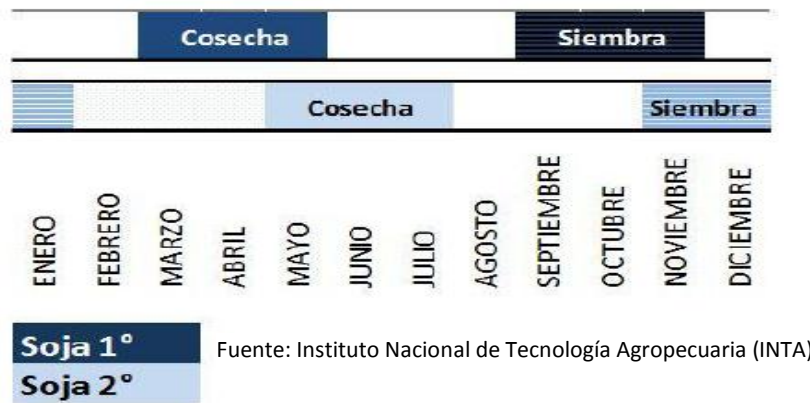 Cosecha Siembra
Cosecha Siembra
ENERO
FEBRERO
MARZO
ABRIL
MAYO
JUNIO
JULIO
AGOSTO
SEPTIEMBRE
OCTUBRE
NOVIEMBRE
DICIEMBRE
Soja 1°
Fuente: Instituto Nacional de Tecnología Agropecuaria (INTA)
Soja 2°